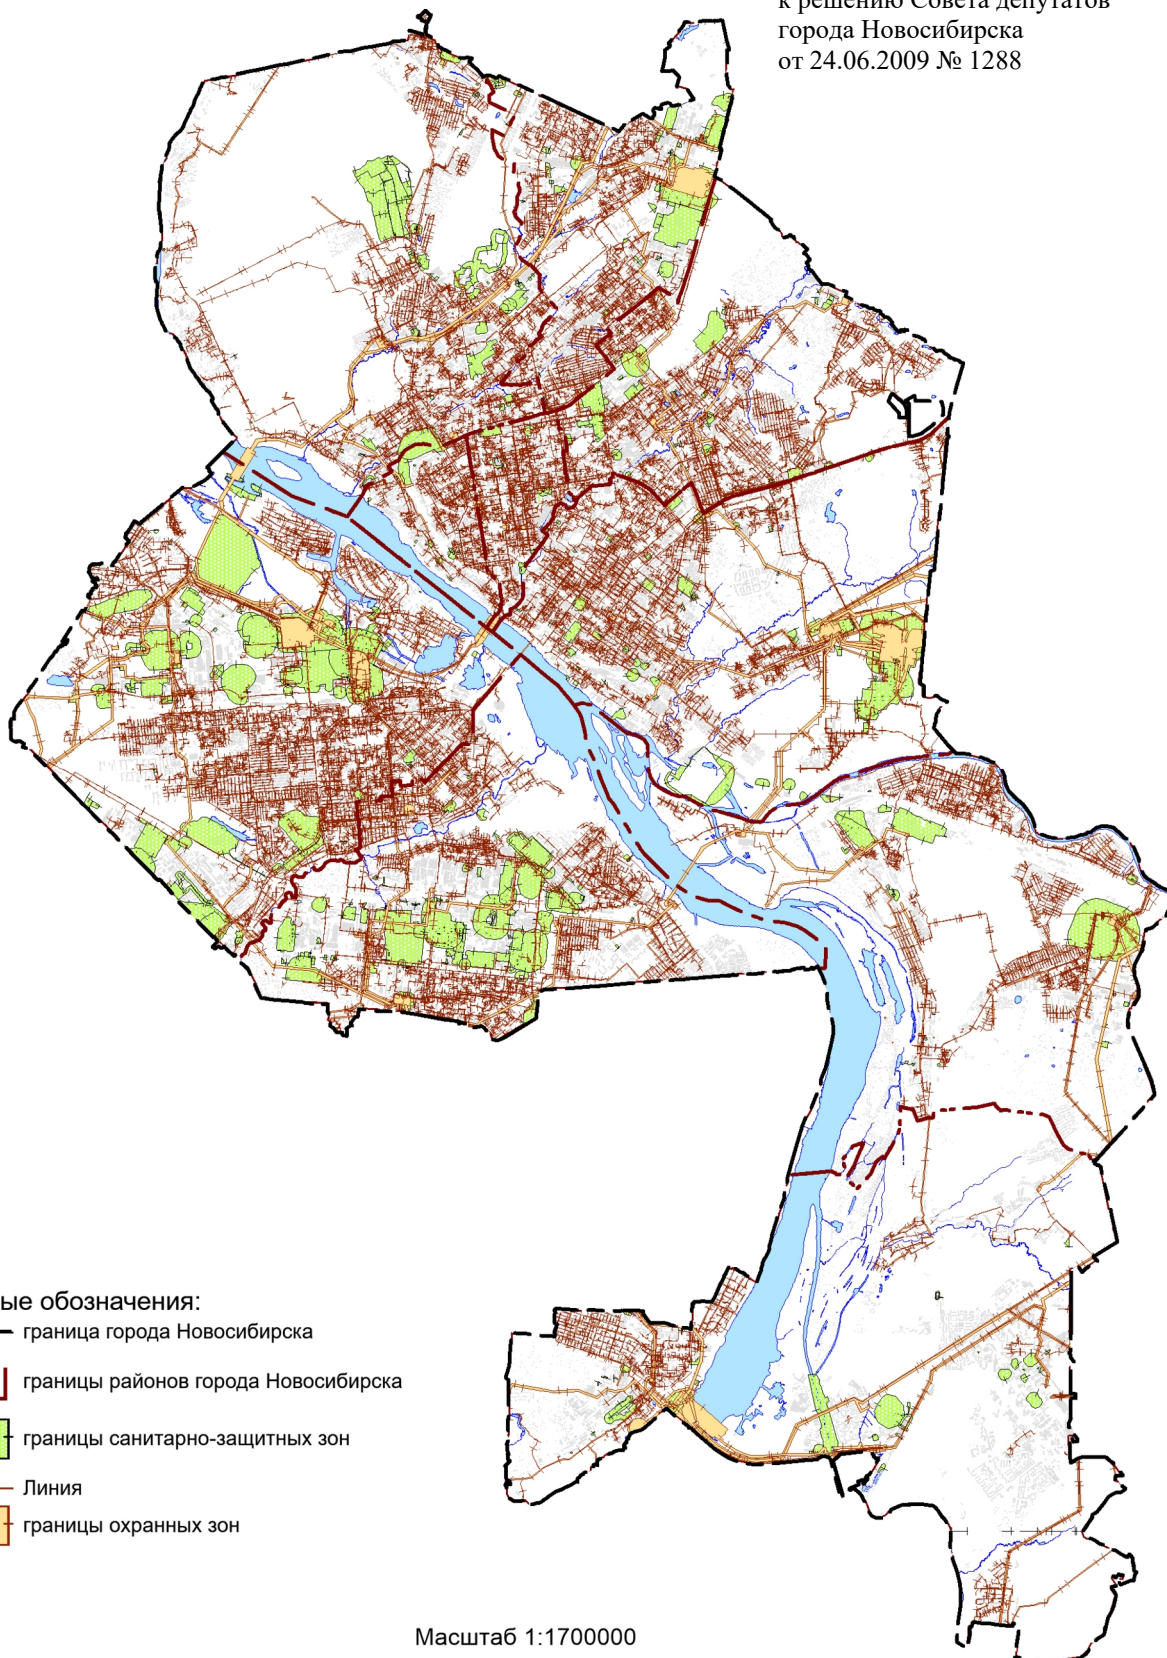 к решению Совета депутатов
города Новосибирска
от 24.06.2009 № 1288
ые обозначения:
граница города Новосибирска
границы районов города Новосибирска
границы санитарно-защитных зон
Линия
границы охранных зон
Масштаб 1:1700000